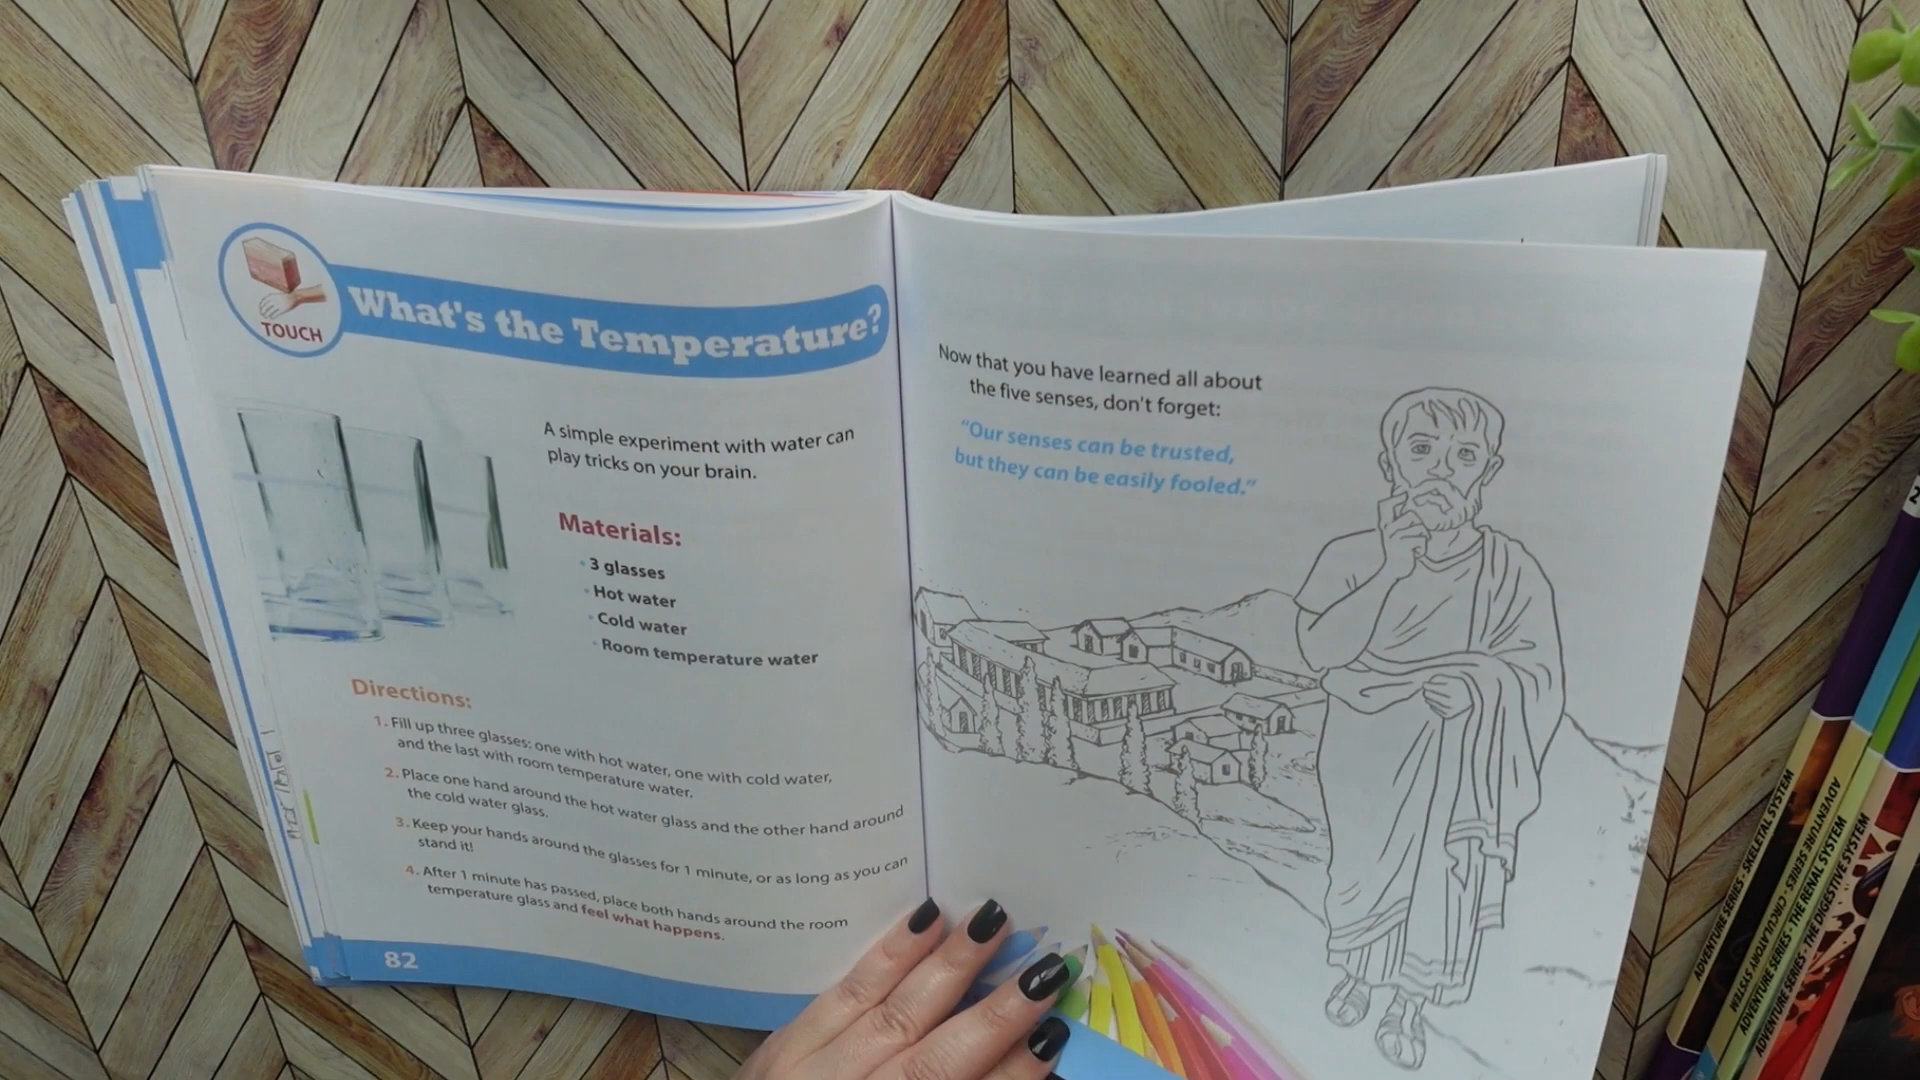 TOUCH
What's the Temperature?
A simple experiment with water can
play tricks on your brain.
Materials:
• 3 glasses
• Hot water
• Cold water
• Room temperature water
Directions:
1. Fill up three glasses: one with hot water, one with cold water,
and the last with room temperature water.
2. Place one hand around the hot water glass and the other hand around
the cold water glass.
3. Keep your hands around the glasses for 1 minute, or as long as you can
stand it!
4. After 1 minute has passed, place both hands around the room
temperature glass and feel what happens.
82
Now that you have learned all about
the five senses, don't forget:
"Our senses can be trusted,
but they can be easily fooled."
ADVENTURE SERIES - SKELETAL SYSTEM
ADVENTURE SERIES - CIRCULATORY SYSTEM
ADVENTURE SERIES - THE RENAL SYSTEM
ADVENTURE SERIES - THE DIGESTIVE SYSTEM
2